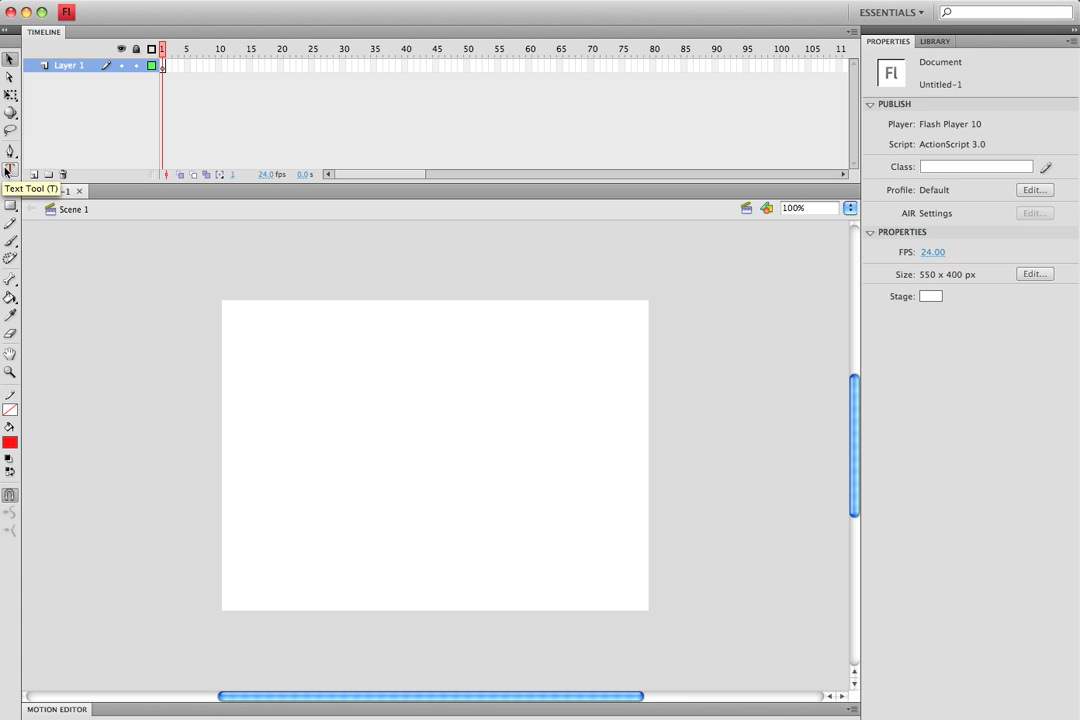 Fl
ESSENTIALS
TIMELINE
1 5 10 15 20 25 30 35 40 45 50 55 60 65 70 75 80 85 90 95 100 105 11
Layer 1
1 24.0 fps 0.0 s
Text Tool (T)
-1
Scene 1
100%
MOTION EDITOR
PROPERTIES LIBRARY
Fl
Document
Untitled-1
PUBLISH
Player: Flash Player 10
Script: ActionScript 3.0
Class:
Profile: Default Edit...
AIR Settings Edit...
PROPERTIES
FPS: 24.00
Size: 550 x 400 px Edit...
Stage: